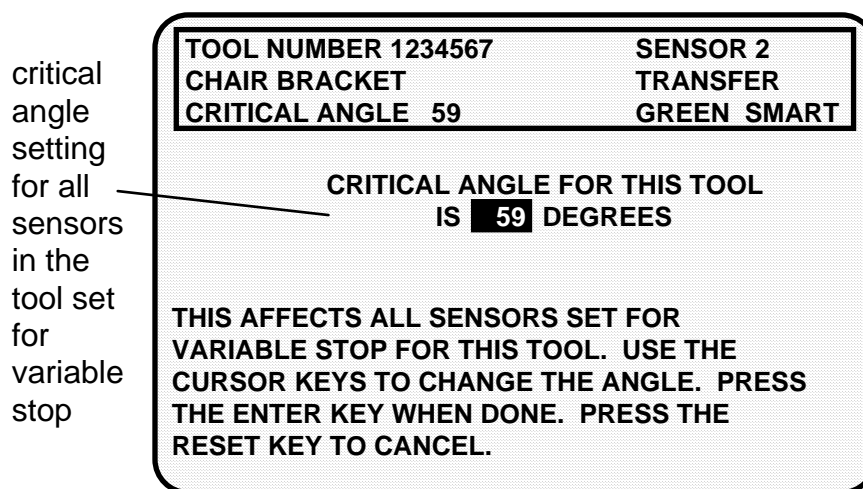 critical
angle
setting
for all
sensors
in the
tool set
for
variable
stop
TOOL NUMBER 1234567 SENSOR 2
CHAIR BRACKET TRANSFER
CRITICAL ANGLE 59 GREEN SMART
CRITICAL ANGLE FOR THIS TOOL
IS 59 DEGREES
THIS AFFECTS ALL SENSORS SET FOR
VARIABLE STOP FOR THIS TOOL. USE THE
CURSOR KEYS TO CHANGE THE ANGLE. PRESS
THE ENTER KEY WHEN DONE. PRESS THE
RESET KEY TO CANCEL.